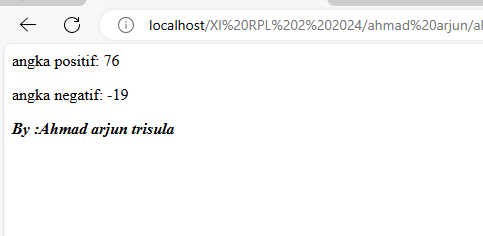 localhost/XI%20RPL%202%202024/ahmad%20arjun/al
angka positif: 76
angka negatif: -19
By :Ahmad arjun trisula